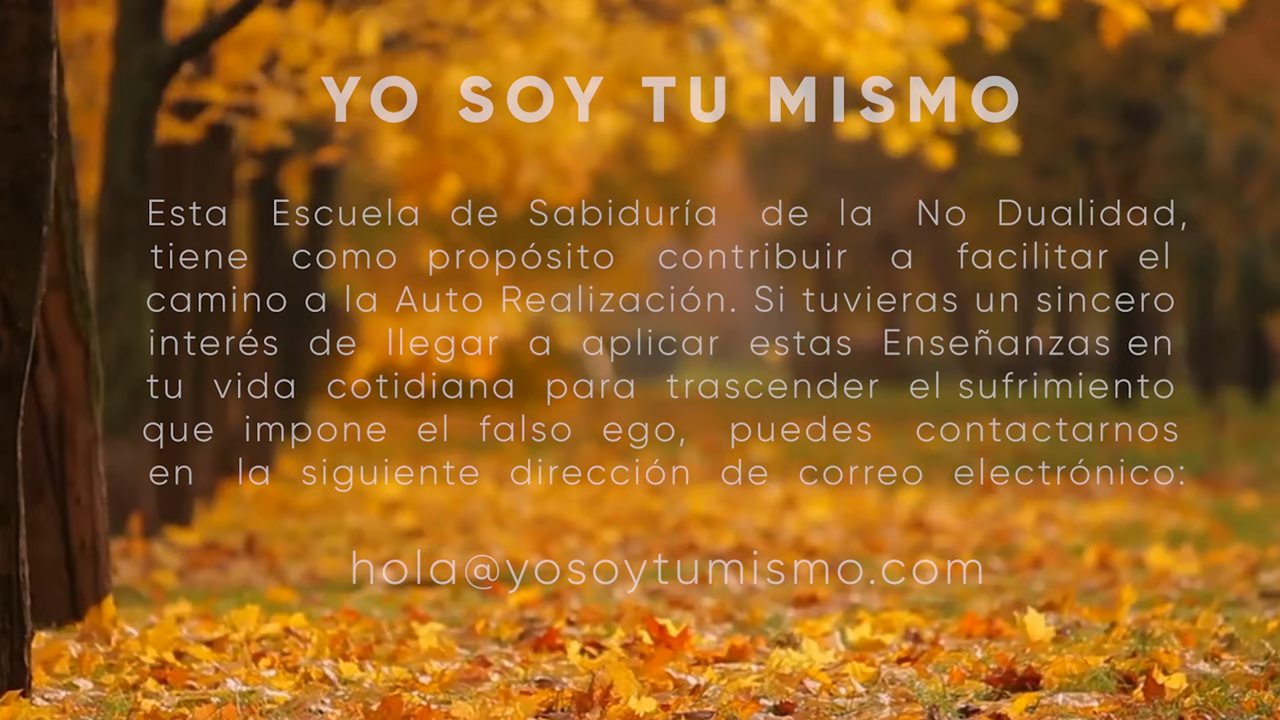 YO SOY TU MISMO
Esta Escuela de Sabiduría de la No Dualidad,
tiene como propósito contribuir a facilitar el
camino a la Auto Realización. Si tuvieras un sincero
interés de llegar a aplicar estas Enseñanzas en
tu vida cotidiana para trascender el sufrimiento
que impone el falso ego, puedes contactarnos
en la siguiente dirección de correo electrónico:
hola@yosoytumismo.com